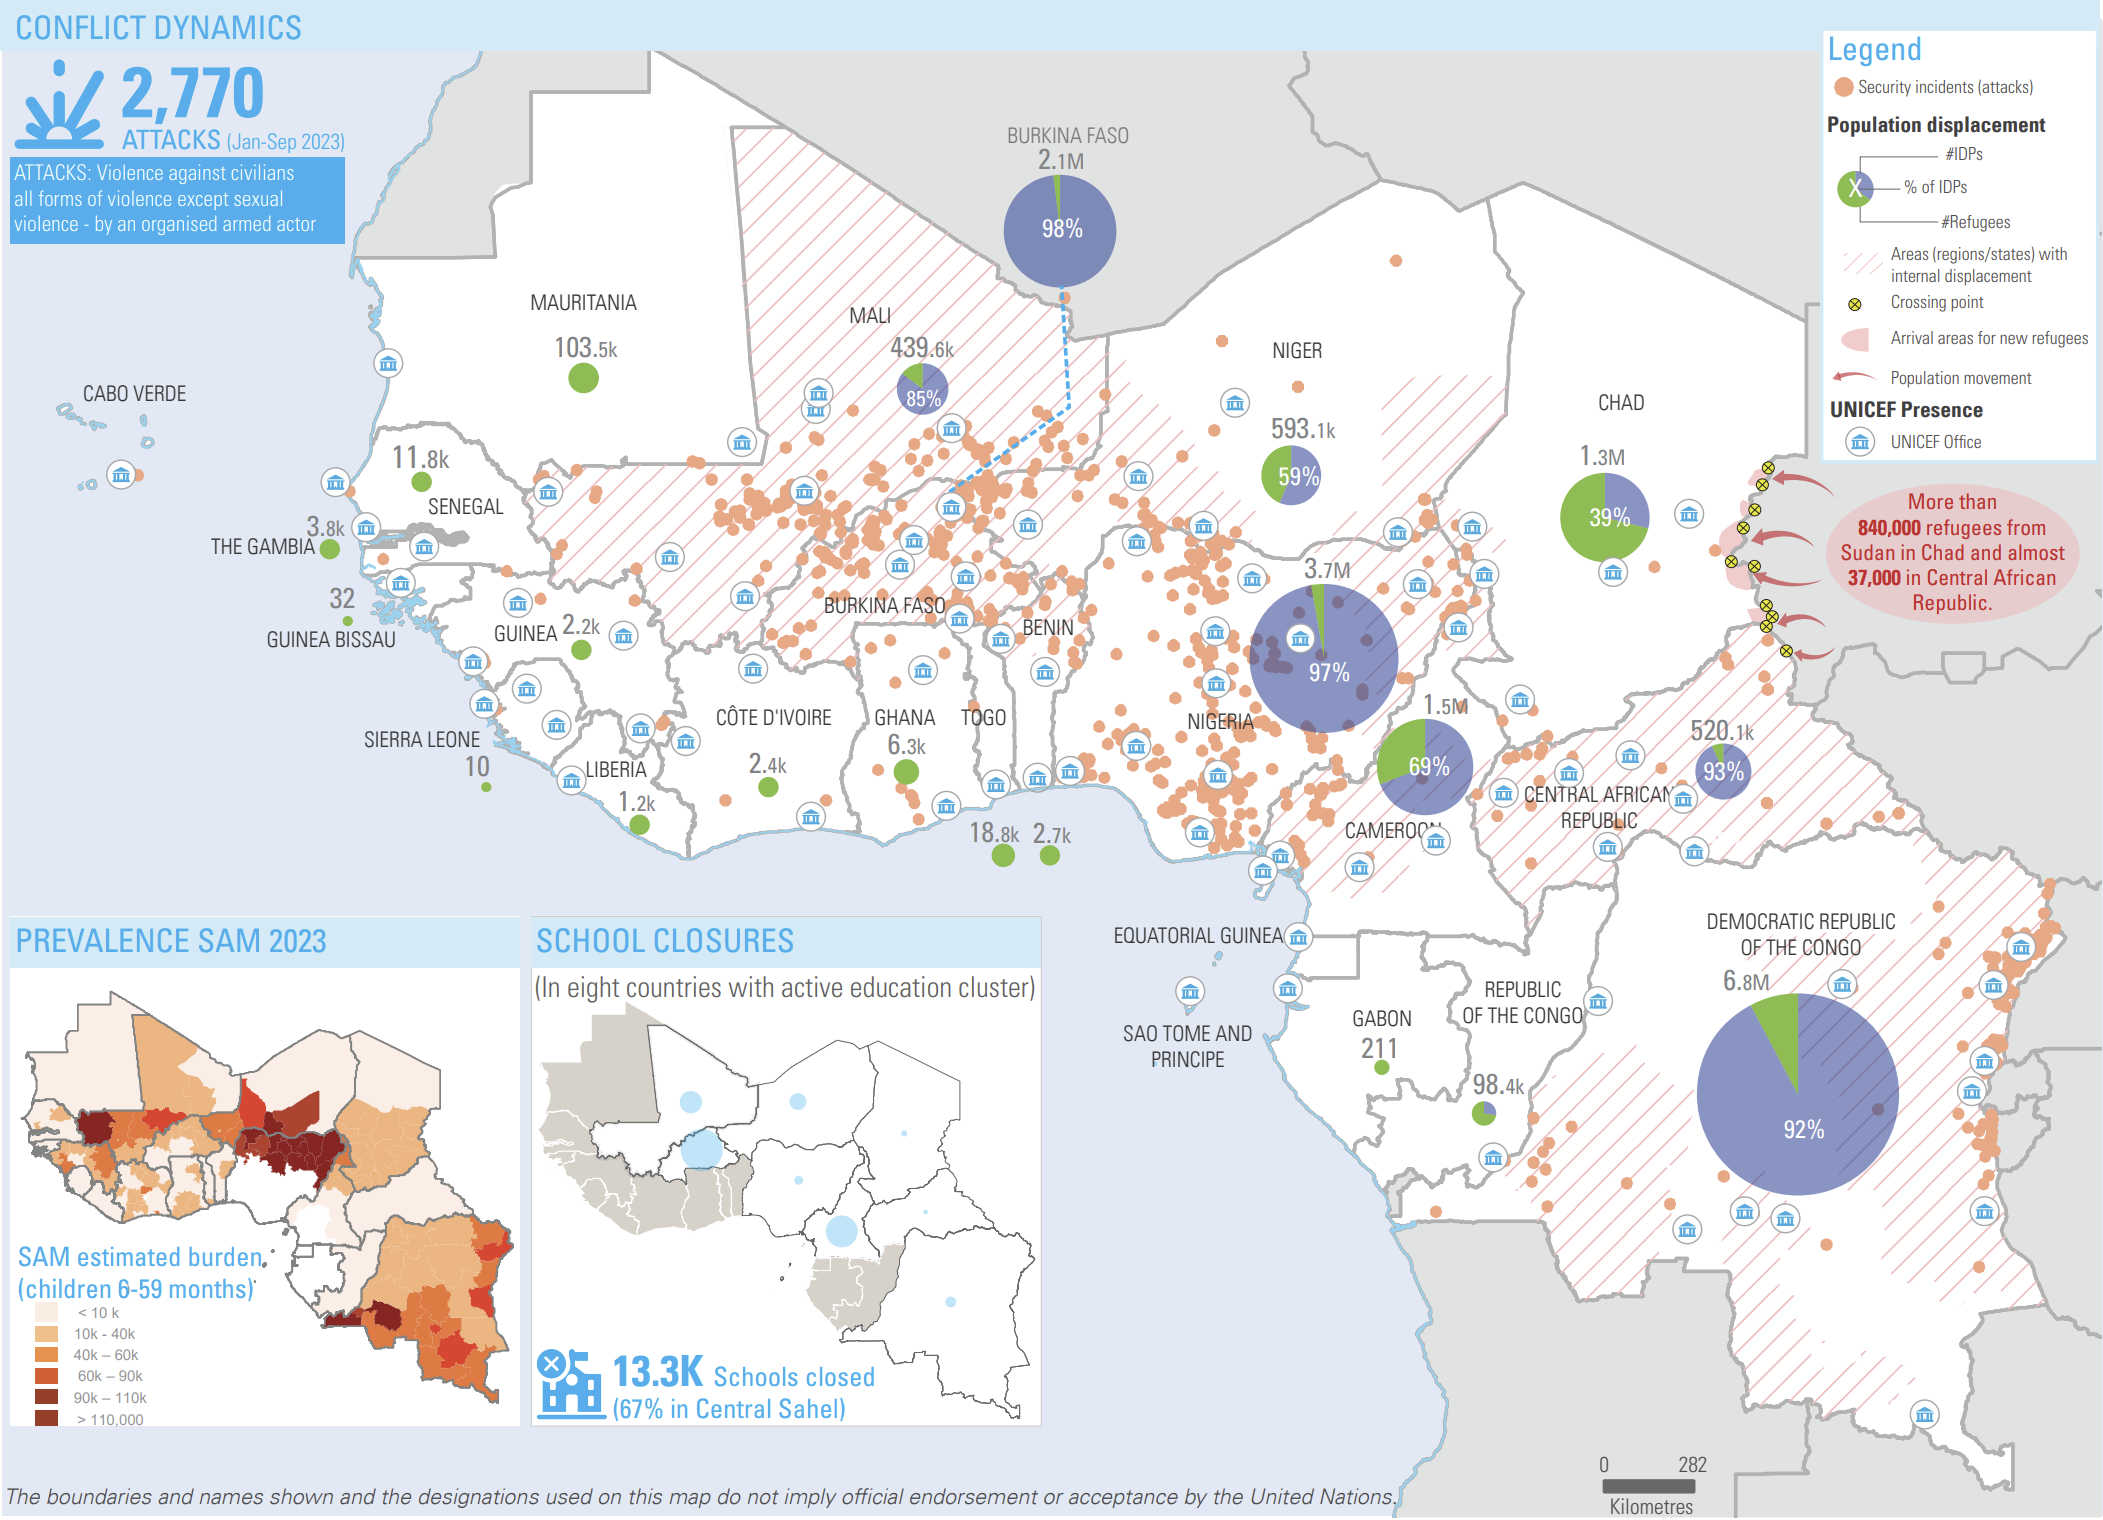 CONFLICT DYNAMICS
2,770
ATTACKS (Jan-Sep 2023)
ATTACKS: Violence against civilians
all forms of violence except sexual
violence - by an organised armed actor
Legend
Security incidents (attacks)
Population displacement
#IDPs
X
% of IDPs
#Refugees
Areas (regions/states) with
internal displacement
Crossing point
Arrival areas for new refugees
Population movement
UNICEF Presence
UNICEF Office
BURKINA FASO
2.1M
98%
MAURITANIA
103.5k
MALI
439.6k
85%
NIGER
593.1k
59%
CHAD
1.3M
39%
More than
840,000 refugees from
Sudan in Chad and almost
37,000 in Central African
Republic.
CABO VERDE
11.8k
SENEGAL
3.8k
THE GAMBIA
32
GUINEA BISSAU
GUINEA 2.2k
BURKINA FASO
BENIN
3.7M
97%
NIGERIA
SIERRA LEONE
10
LIBERIA
1.2k
CÔTE D'IVOIRE
2.4k
GHANA
6.3k
TOGO
18.8k
2.7k
1.5M
69%
CAMEROON
520.1k
93%
CENTRAL AFRICAN
REPUBLIC
EQUATORIAL GUINEA
SAO TOME AND
PRINCIPE
GABON
211
REPUBLIC
OF THE CONGO
98.4k
DEMOCRATIC REPUBLIC
OF THE CONGO
6.8M
92%
PREVALENCE SAM 2023
SAM estimated burden
(children 6-59 months)
< 10 k
10k - 40k
40k – 60k
60k – 90k
90k – 110k
> 110,000
SCHOOL CLOSURES
(In eight countries with active education cluster)
13.3K Schools closed
(67% in Central Sahel)
0 282
Kilometres
The boundaries and names shown and the designations used on this map do not imply official endorsement or acceptance by the United Nations.